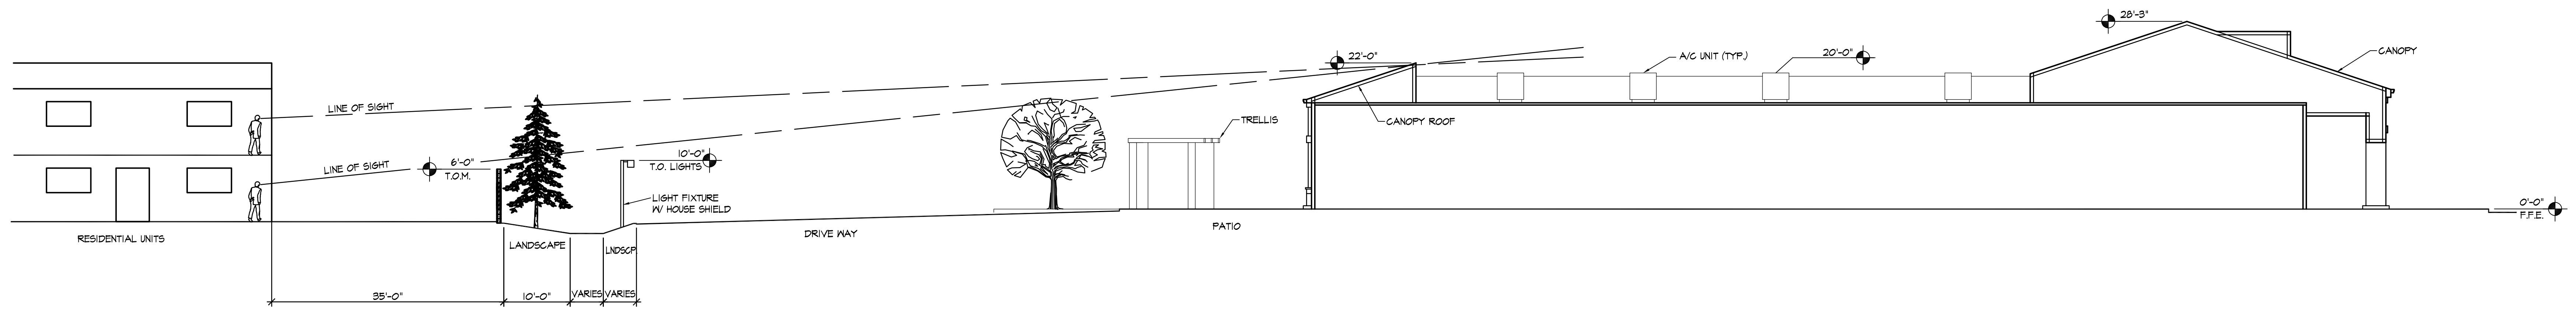 28'-3"
22'-0"
A/C UNIT (TYP.)
20'-0"
CANOPY
LINE OF SIGHT
CANOPY ROOF
TRELLIS
LINE OF SIGHT
6'-0"
T.O.M.
10'-0"
T.O. LIGHTS
LIGHT FIXTURE
W/ HOUSE SHIELD
0'-0"
F.F.E.
RESIDENTIAL UNITS
LANDSCAPE
LNDSCP.
DRIVE WAY
PATIO
35'-0"
10'-0"
VARIES
VARIES